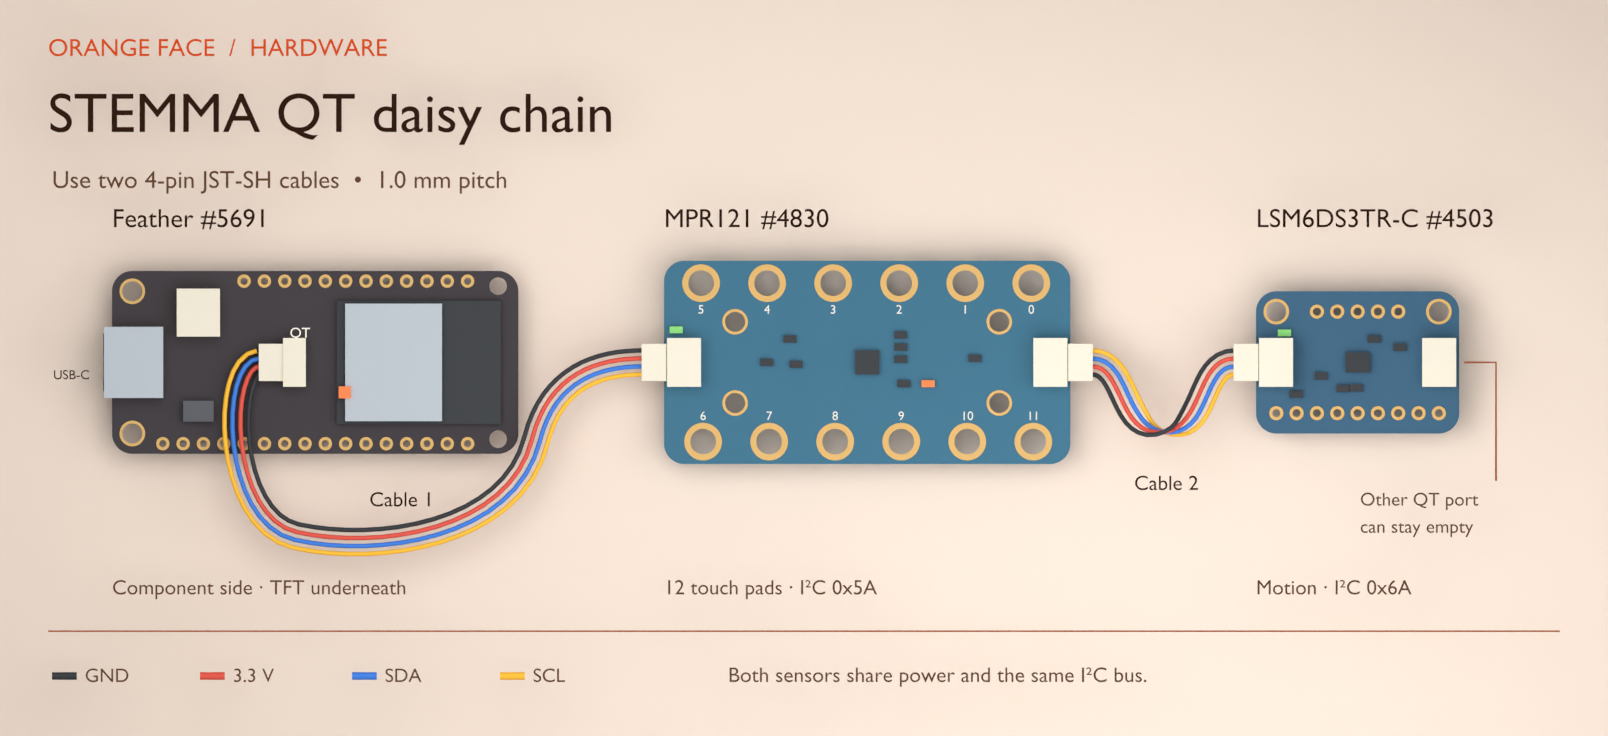 ORANGE FACE / HARDWARE
STEMMA QT daisy chain
Use two 4-pin JST-SH cables • 1.0 mm pitch
Feather #5691
MPR121 #4830
LSM6DS3TR-C #4503
QT
USB-C
5 4 3 2 1 0
6 7 8 9 10 11
Cable 1
Cable 2
Other QT port
can stay empty
Component side · TFT underneath
12 touch pads · I²C 0x5A
Motion · I²C 0x6A
GND
3.3 V
SDA
SCL
Both sensors share power and the same I²C bus.